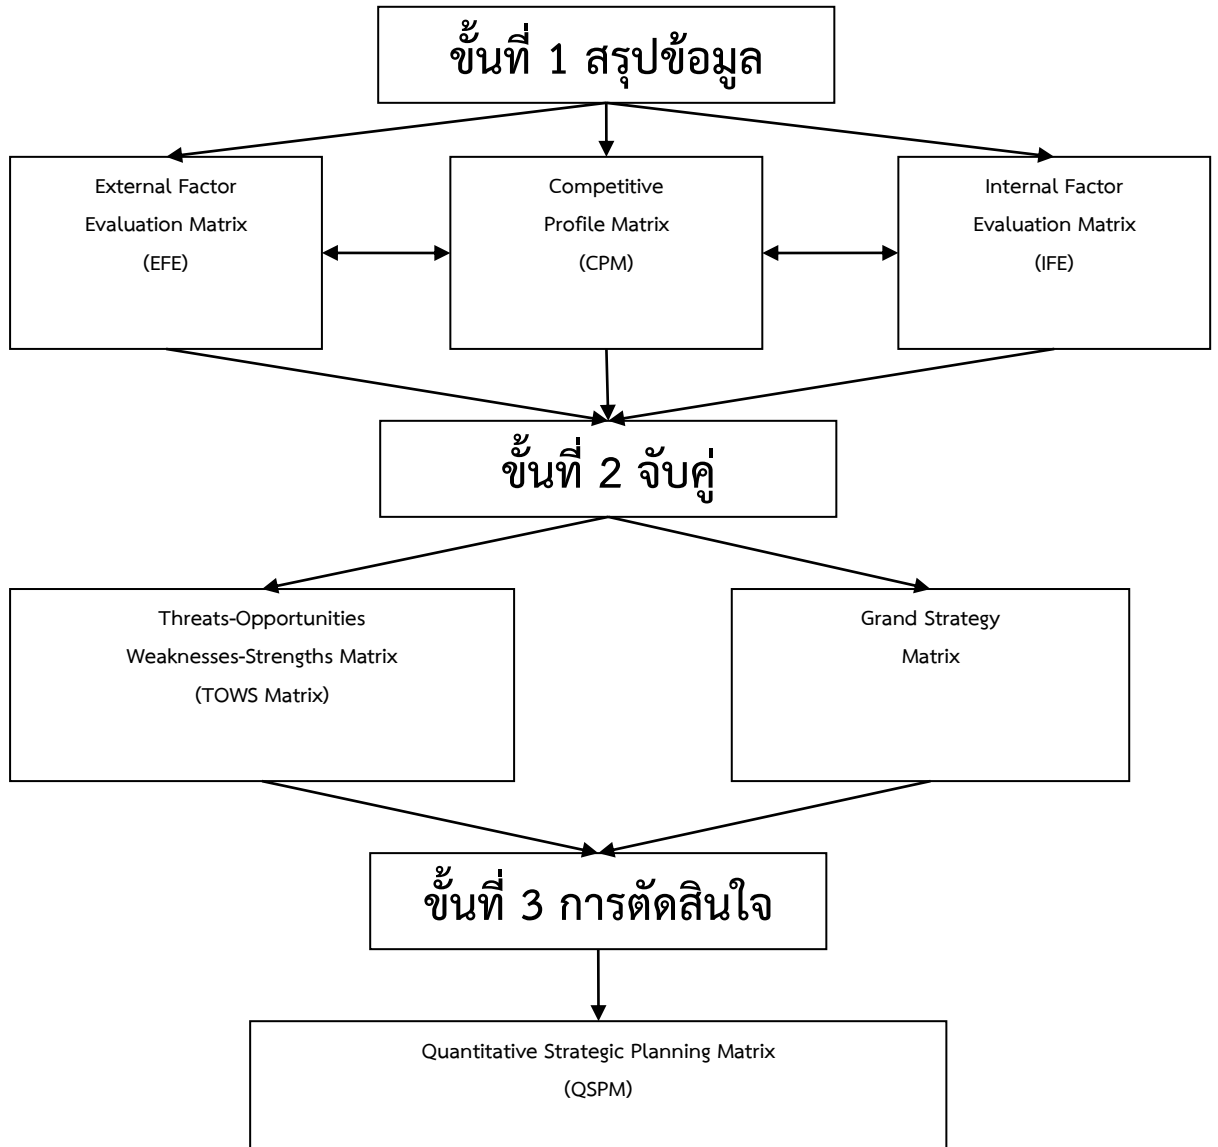 ขั้นที่ 1 สรุปข้อมูล
External Factor
Evaluation Matrix
(EFE)
Competitive
Profile Matrix
(CPM)
Internal Factor
Evaluation Matrix
(IFE)
ขั้นที่ 2 จับคู่
Threats-Opportunities
Weaknesses-Strengths Matrix
(TOWS Matrix)
Grand Strategy
Matrix
ขั้นที่ 3 การตัดสินใจ
Quantitative Strategic Planning Matrix
(QSPM)